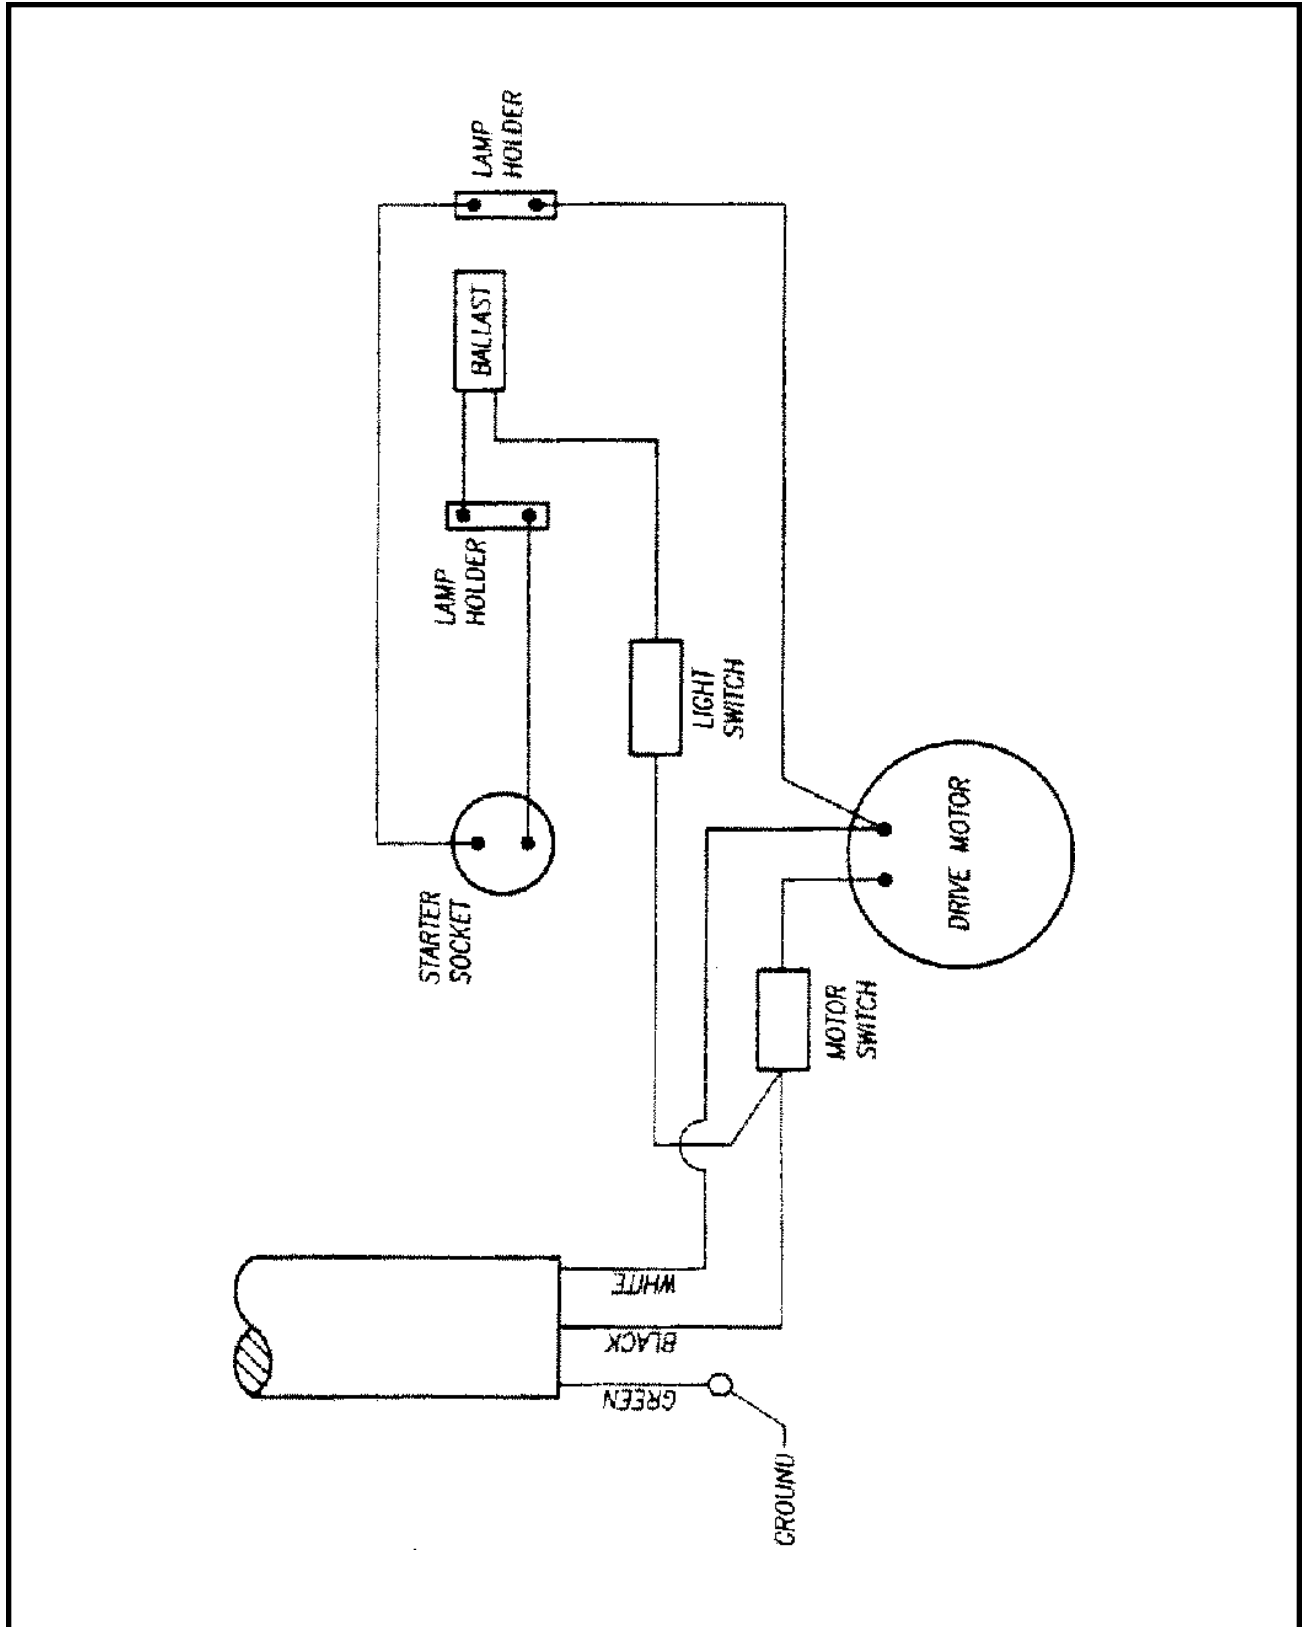 LAMP
HOLDER
BALLAST
LAMP
HOLDER
LIGHT
SWITCH
STARTER
SOCKET
DRIVE MOTOR
MOTOR
SWITCH
WHITE
BLACK
GREEN
GROUND